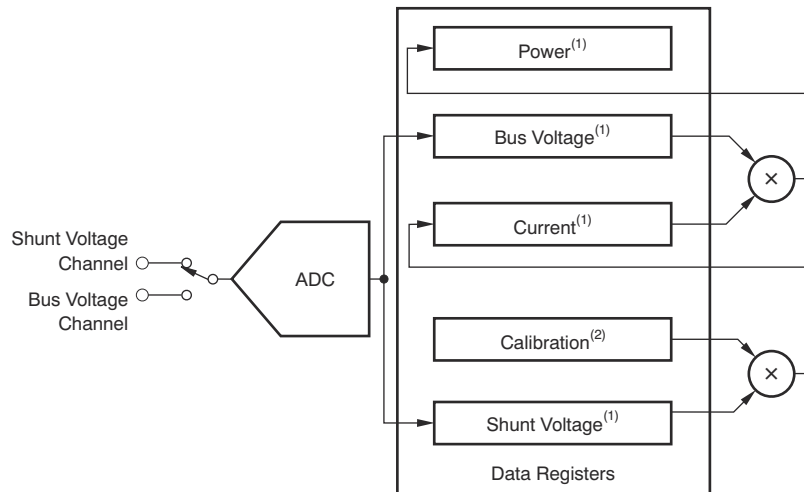 Power(1)
Bus Voltage(1)
×
Current(1)
Shunt Voltage
Channel
ADC
Bus Voltage
Channel
Calibration(2)
×
Shunt Voltage(1)
Data Registers